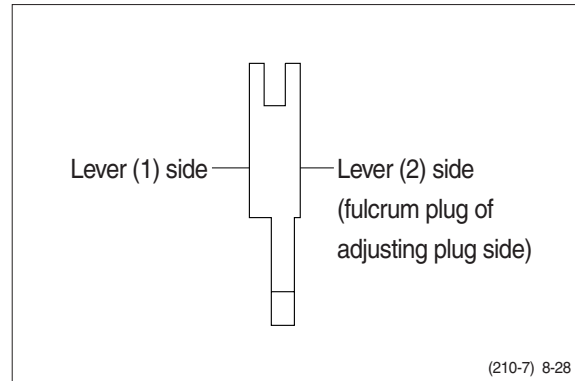 Lever (1) side
Lever (2) side
(fulcrum plug of
adjusting plug side)
(210-7) 8-28